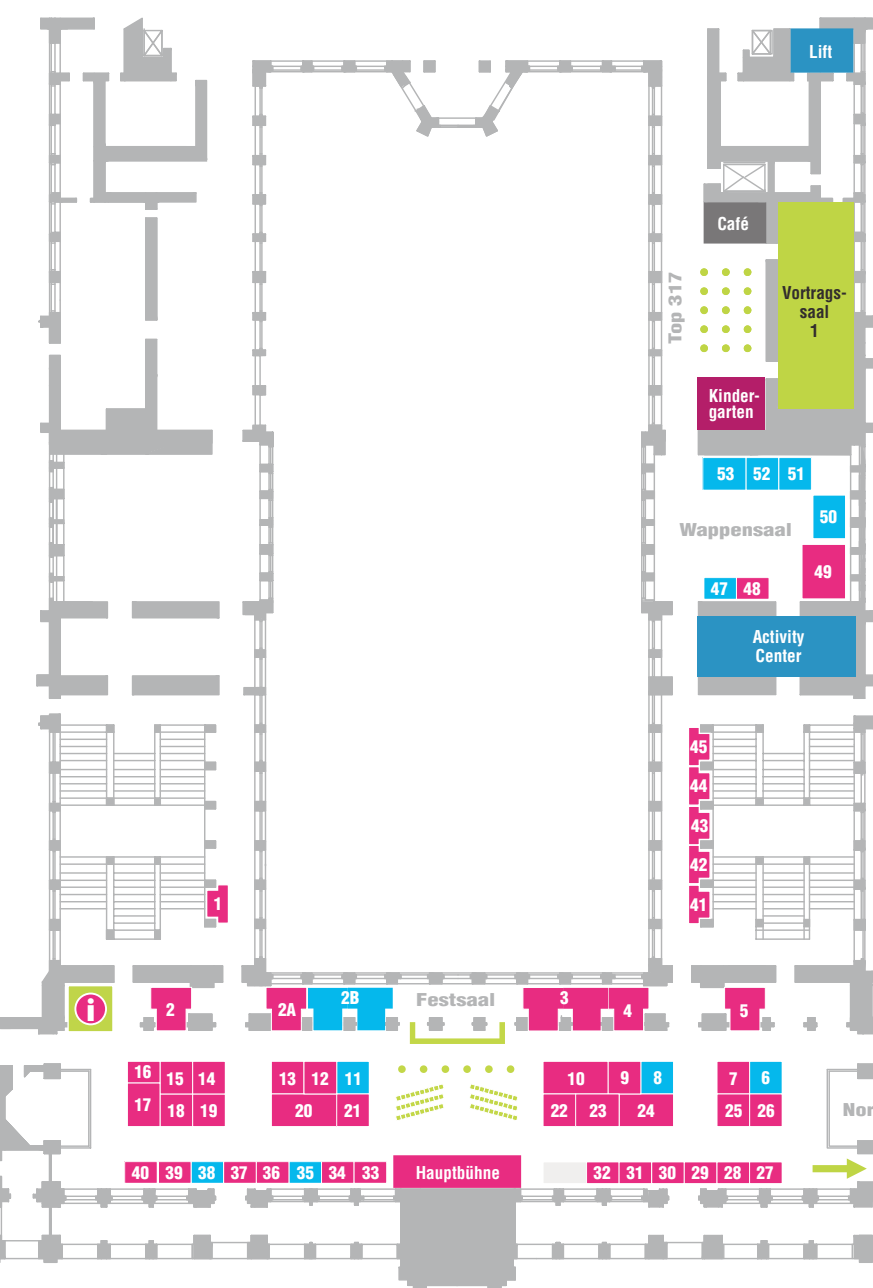 Lift
Café
Top 317
Vortrags-
saal
1
Kinder-
garten
53 52 51
50
Wappensaal
49
47 48
Activity
Center
45
44
43
42
41
1
i
2
2A
2B
Festsaal
3
4
5
16 15 14
17 18 19
13 12 11
20 21
10 9 8
22 23 24
7 6
25 26
Nor
40 39 38 37 36 35 34 33
Hauptbühne
32 31 30 29 28 27